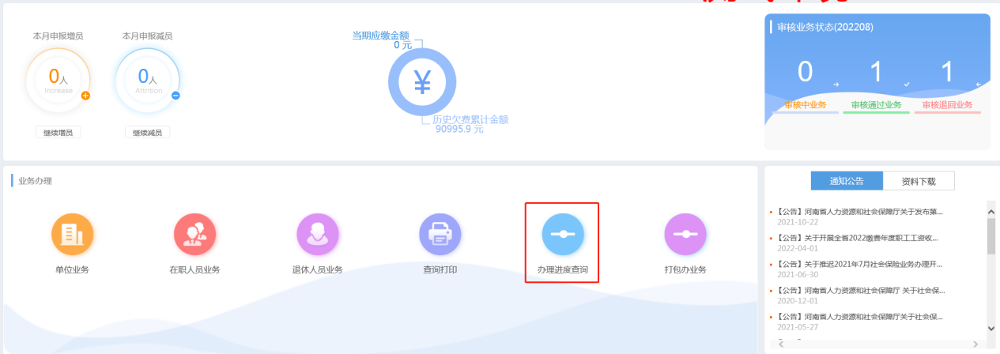 本月申报增员
本月申报减员
0人
Increase
0人
Attrition
继续增员
继续减员
当期应缴金额
0 元
¥
历史欠费累计金额
90995.9 元
审核业务状态(202208)
0
1
1
审核中业务
审核通过业务
审核退回业务
业务办理
单位业务
在职人员业务
退休人员业务
查询打印
办理进度查询
打包办业务
通知公告
资料下载
【公告】河南省人力资源和社会保障厅关于发布第...
2021-10-22
【公告】关于开展全省2022缴费年度职工工资收...
2022-04-01
【公告】关于推迟2021年7月社会保险业务办理开...
2021-06-30
【公告】河南省人力资源和社会保障厅 关于社会保...
2020-12-01
【公告】河南省人力资源和社会保障厅关于社会保...
2021-05-27